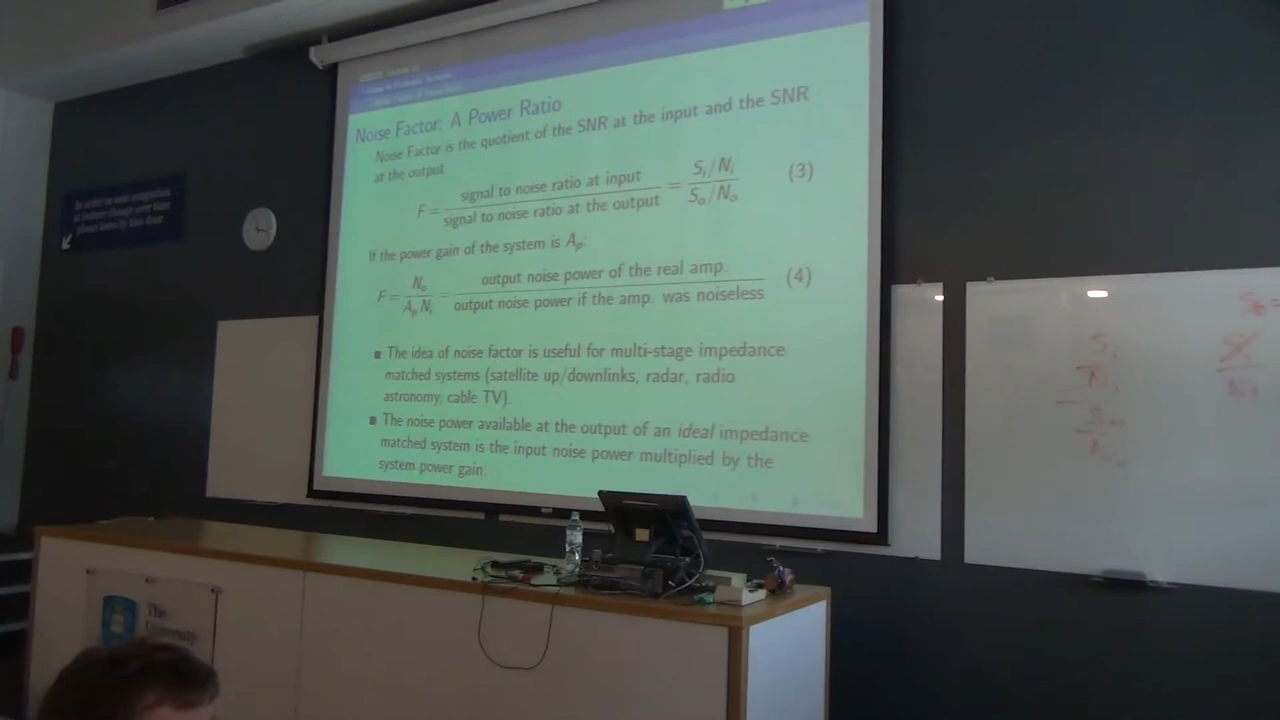 Noise Factor: A Power Ratio
Noise Factor is the quotient of the SNR at the input and the SNR
at the output
F = signal to noise ratio at input / signal to noise ratio at the output = Si/Ni / So/No (3)
If the power gain of the system is Ap:
F = No / Ap Ni = output noise power of the real amp. / output noise power if the amp. was noiseless (4)
The idea of noise factor is useful for multi-stage impedance
matched systems (satellite up/downlinks, radar, radio
astronomy, cable TV).
The noise power available at the output of an ideal impedance
matched system is the input noise power multiplied by the
system power gain
The
University